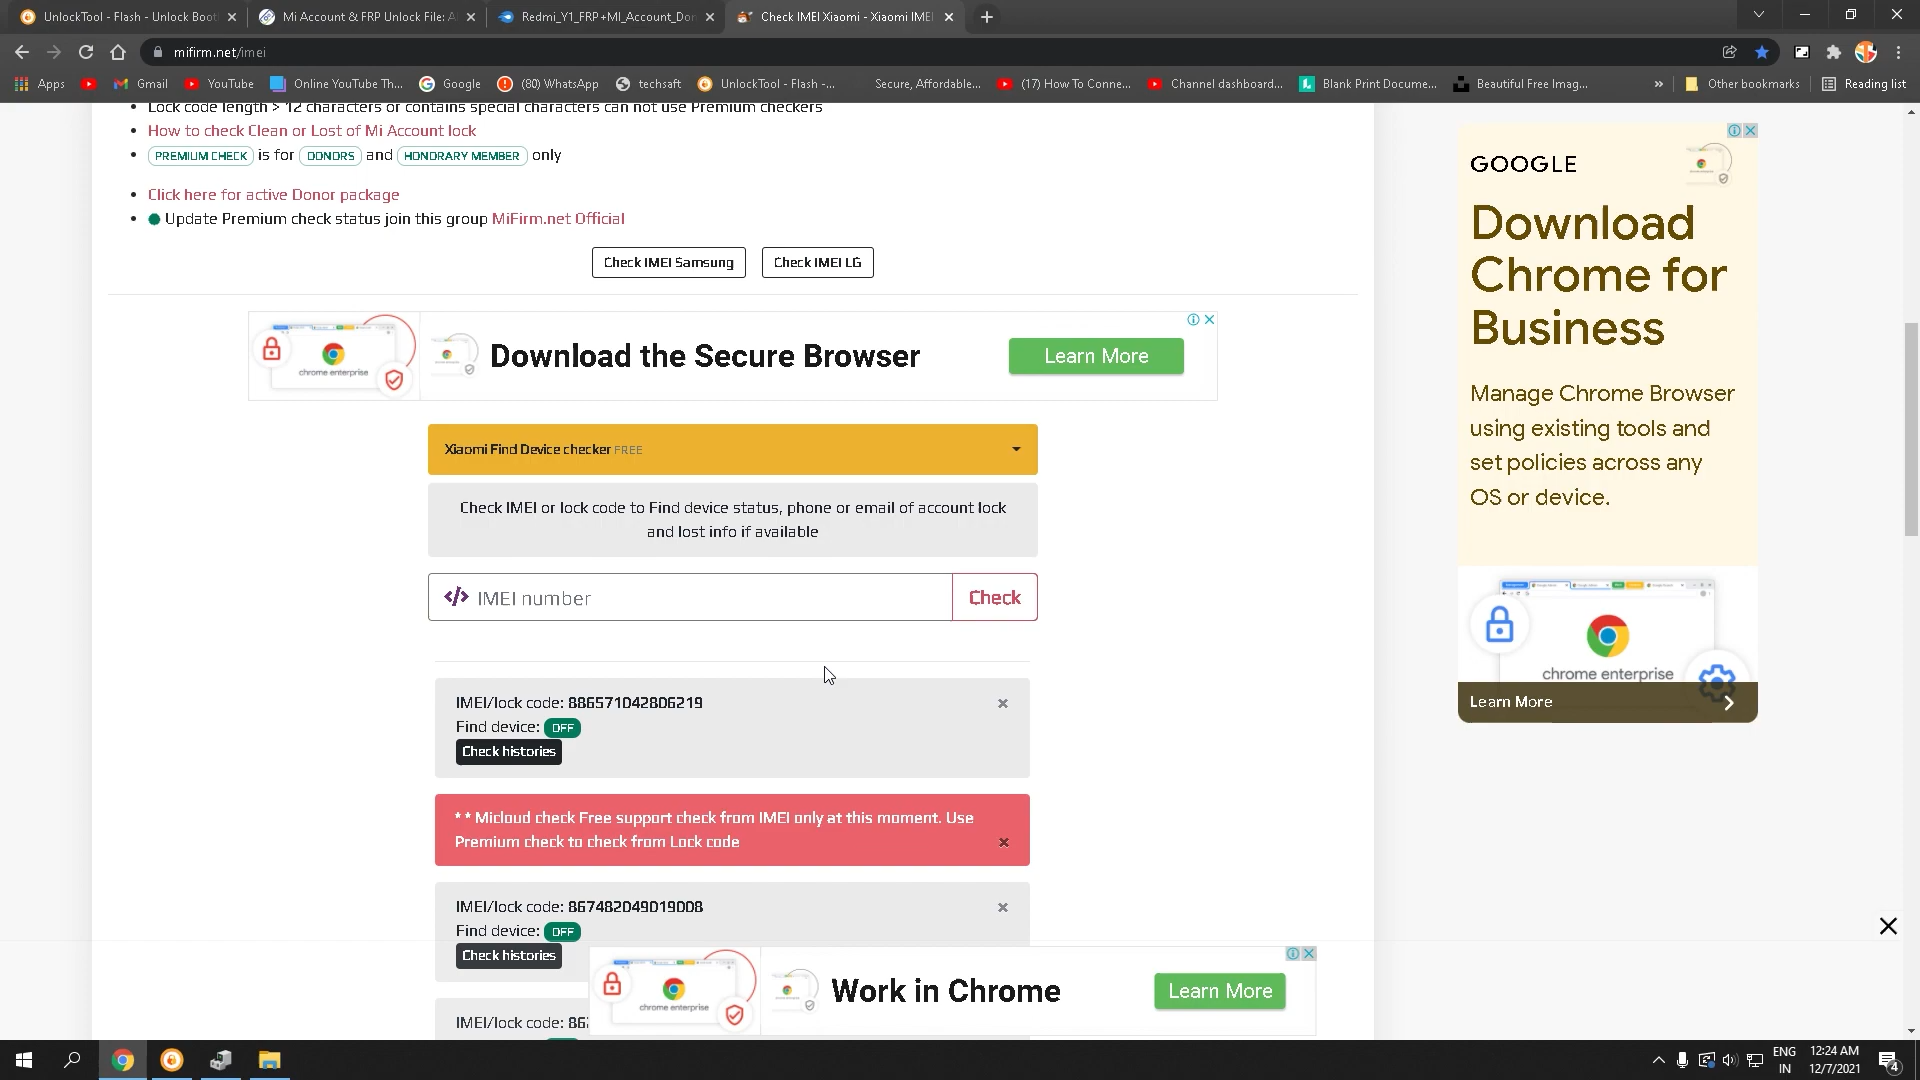 UnlockTool - Flash - Unlock Boot
Mi Account & FRP Unlock File: A
Redmi_Y1_FRP+MI_Account_Don
Check IMEI Xiaomi - Xiaomi IMEI
mifirm.net/imei
Apps
Gmail
YouTube
Online YouTube Th...
Google
(80) WhatsApp
techsaft
UnlockTool - Flash -...
Secure, Affordable...
(17) How To Conne...
Channel dashboard...
Blank Print Docume...
Beautiful Free Imag...
»
Other bookmarks
Reading list
Lock code length > 12 characters or contains special characters can not use Premium checkers
How to check Clean or Lost of Mi Account lock
PREMIUM CHECK is for DONORS and HONORARY MEMBER only
Click here for active Donor package
Update Premium check status join this group MiFirm.net Official
Check IMEI Samsung
Check IMEI LG
chrome enterprise
Download the Secure Browser
Learn More
Xiaomi Find Device checker FREE
Check IMEI or lock code to Find device status, phone or email of account lock
and lost info if available
</> IMEI number
Check
IMEI/lock code: 886571042806219
Find device: OFF
Check histories
** Micloud check Free support check from IMEI only at this moment. Use
Premium check to check from Lock code
IMEI/lock code: 867482049019008
Find device: OFF
Check histories
IMEI/lock code: 86
chrome enterprise
Work in Chrome
Learn More
GOOGLE
Download
Chrome for
Business
Manage Chrome Browser
using existing tools and
set policies across any
OS or device.
chrome enterprise
Learn More
ENG
IN
12:24 AM
12/7/2021
4